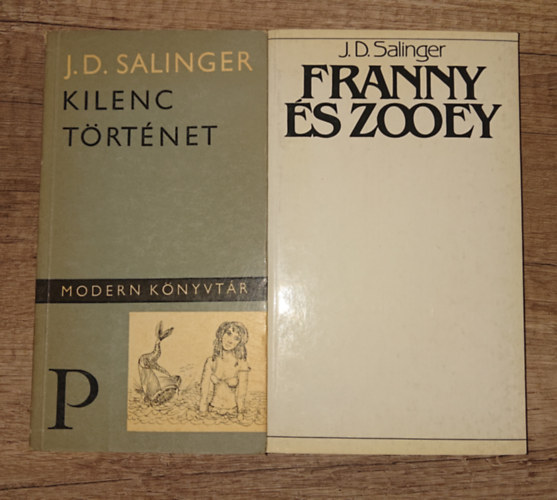 J. D. SALINGER
KILENC
TÖRTÉNET
MODERN KÖNYVTÁR
P
J.D. Salinger
FRANNY
ÉS ZOOEY